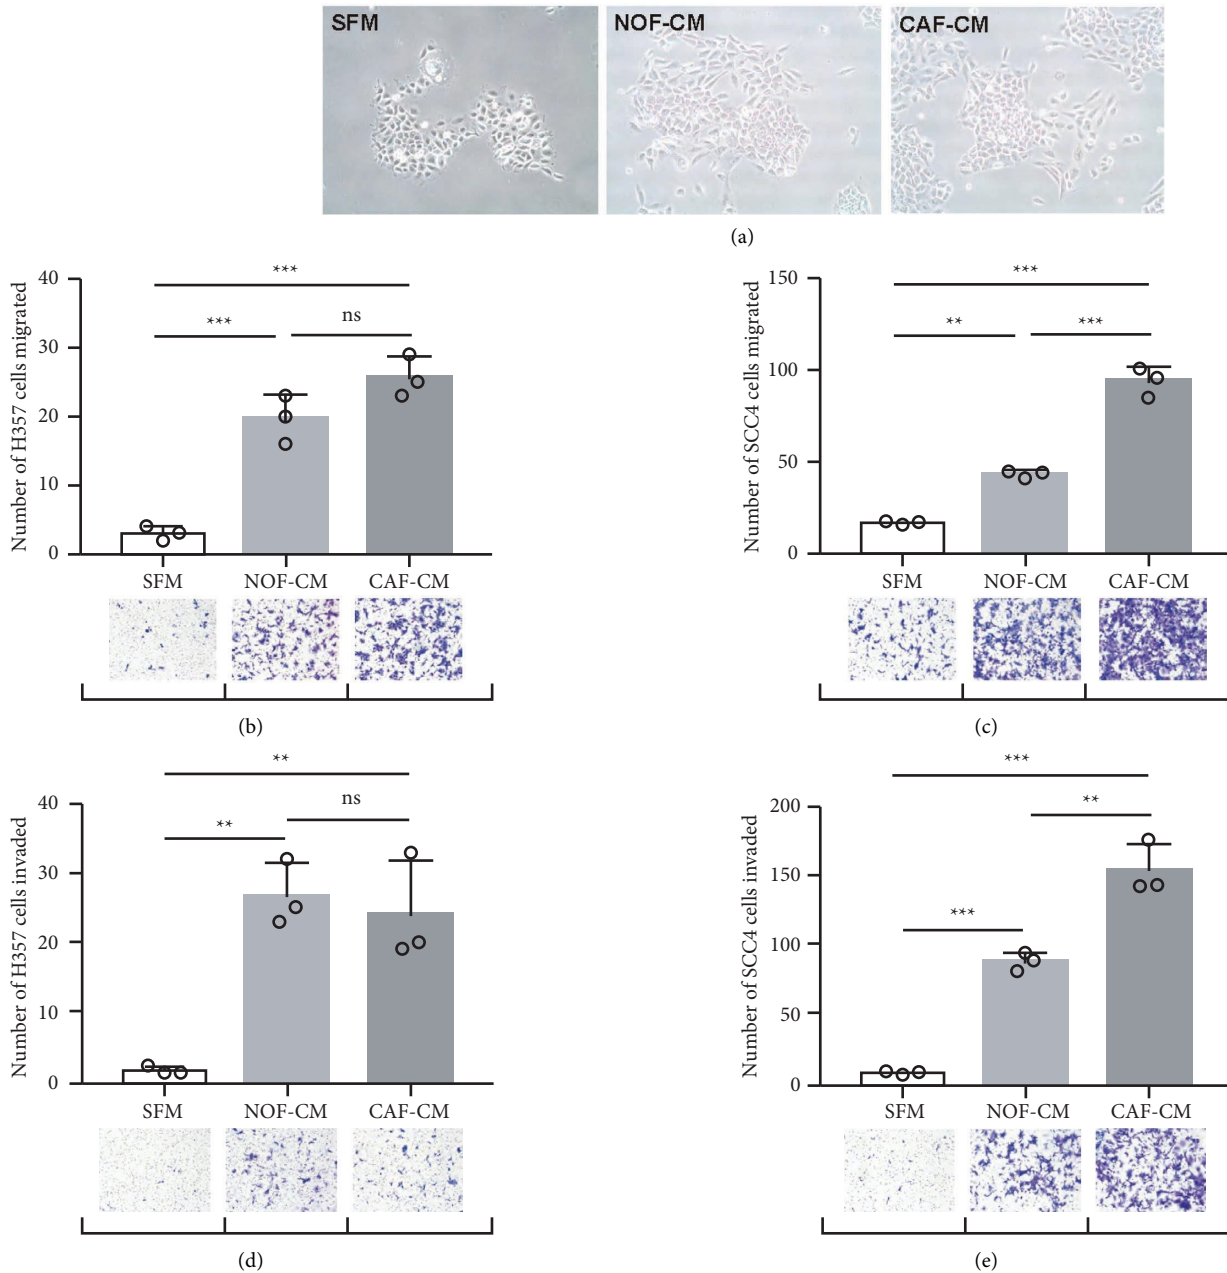 SFM NOF-CM CAF-CM
(a)
Number of H357 cells migrated
40
30
20
10
0
***
***
ns
SFM NOF-CM CAF-CM
(b)
Number of SCC4 cells migrated
150
100
50
0
***
**
***
SFM NOF-CM CAF-CM
(c)
Number of H357 cells invaded
40
30
20
10
0
**
**
ns
SFM NOF-CM CAF-CM
(d)
Number of SCC4 cells invaded
200
150
100
50
0
***
**
***
SFM NOF-CM CAF-CM
(e)